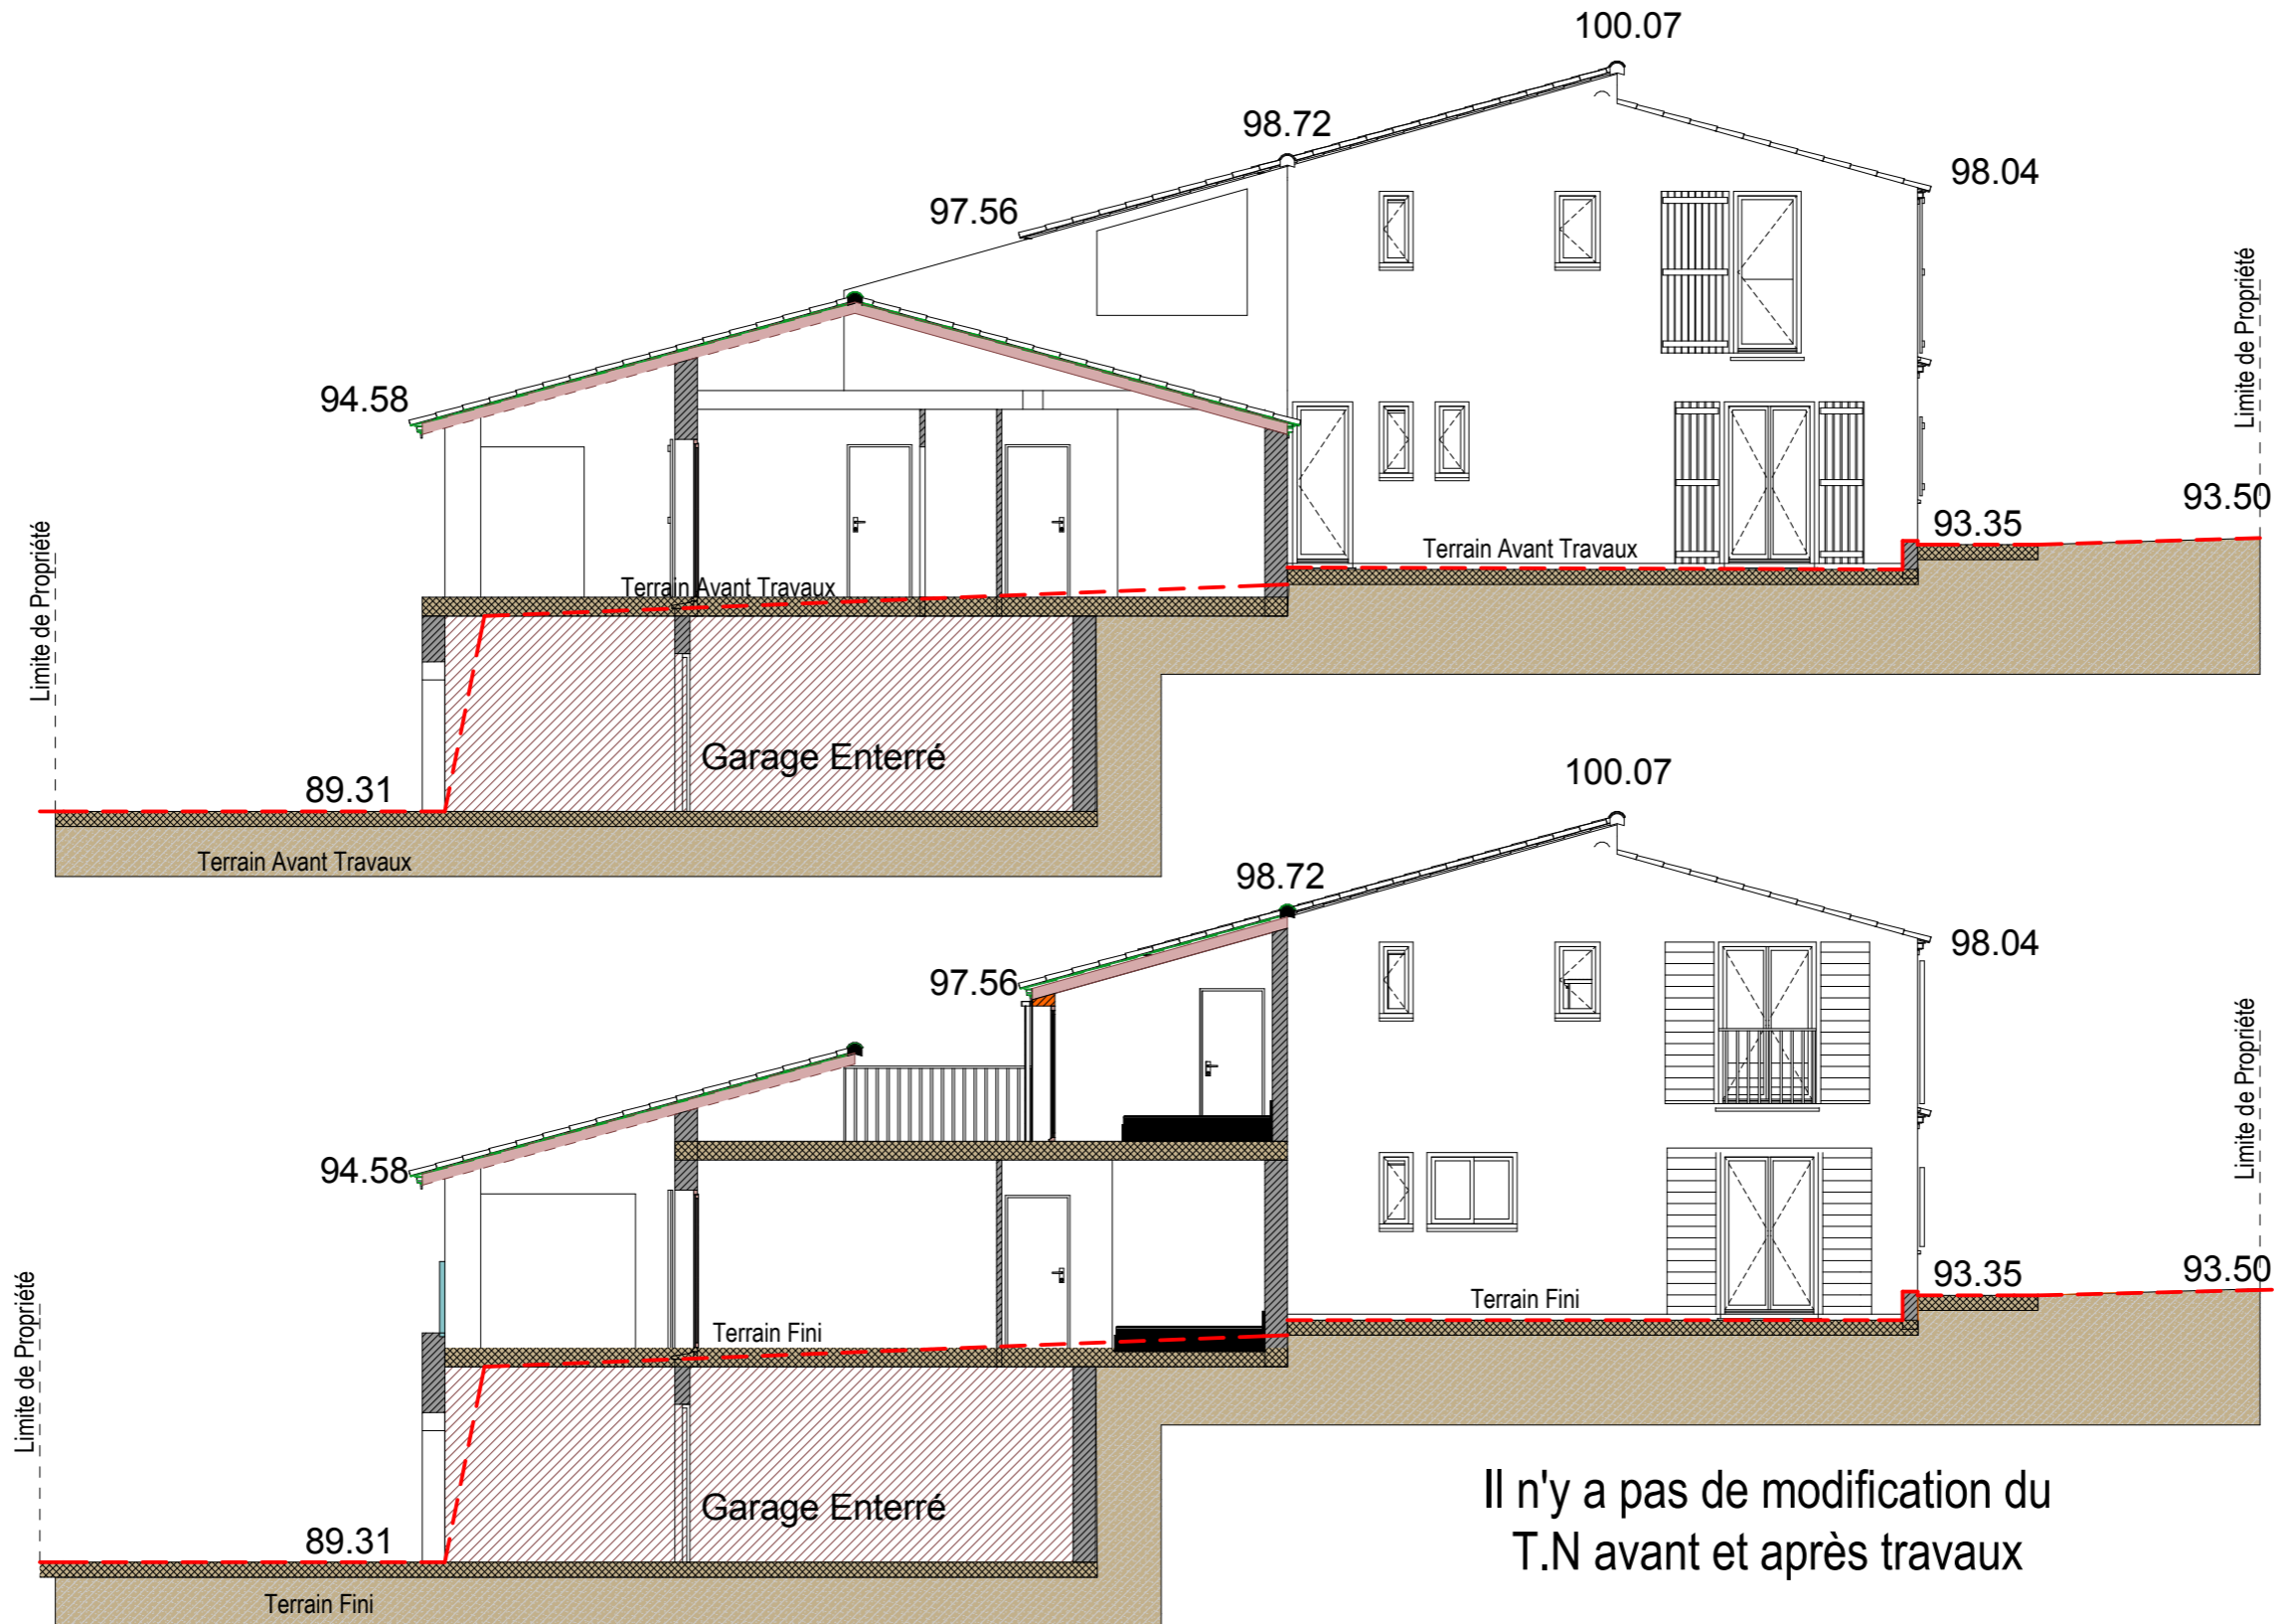 100.07
98.72
98.04
97.56
94.58
Limite de Propriété
Limite de Propriété
93.50
93.35
Terrain Avant Travaux
Terrain Avant Travaux
Garage Enterré
89.31
Terrain Avant Travaux
100.07
98.72
98.04
97.56
94.58
Limite de Propriété
Limite de Propriété
93.50
93.35
Terrain Fini
Terrain Fini
Garage Enterré
89.31
Terrain Fini
Il n'y a pas de modification du
T.N avant et après travaux